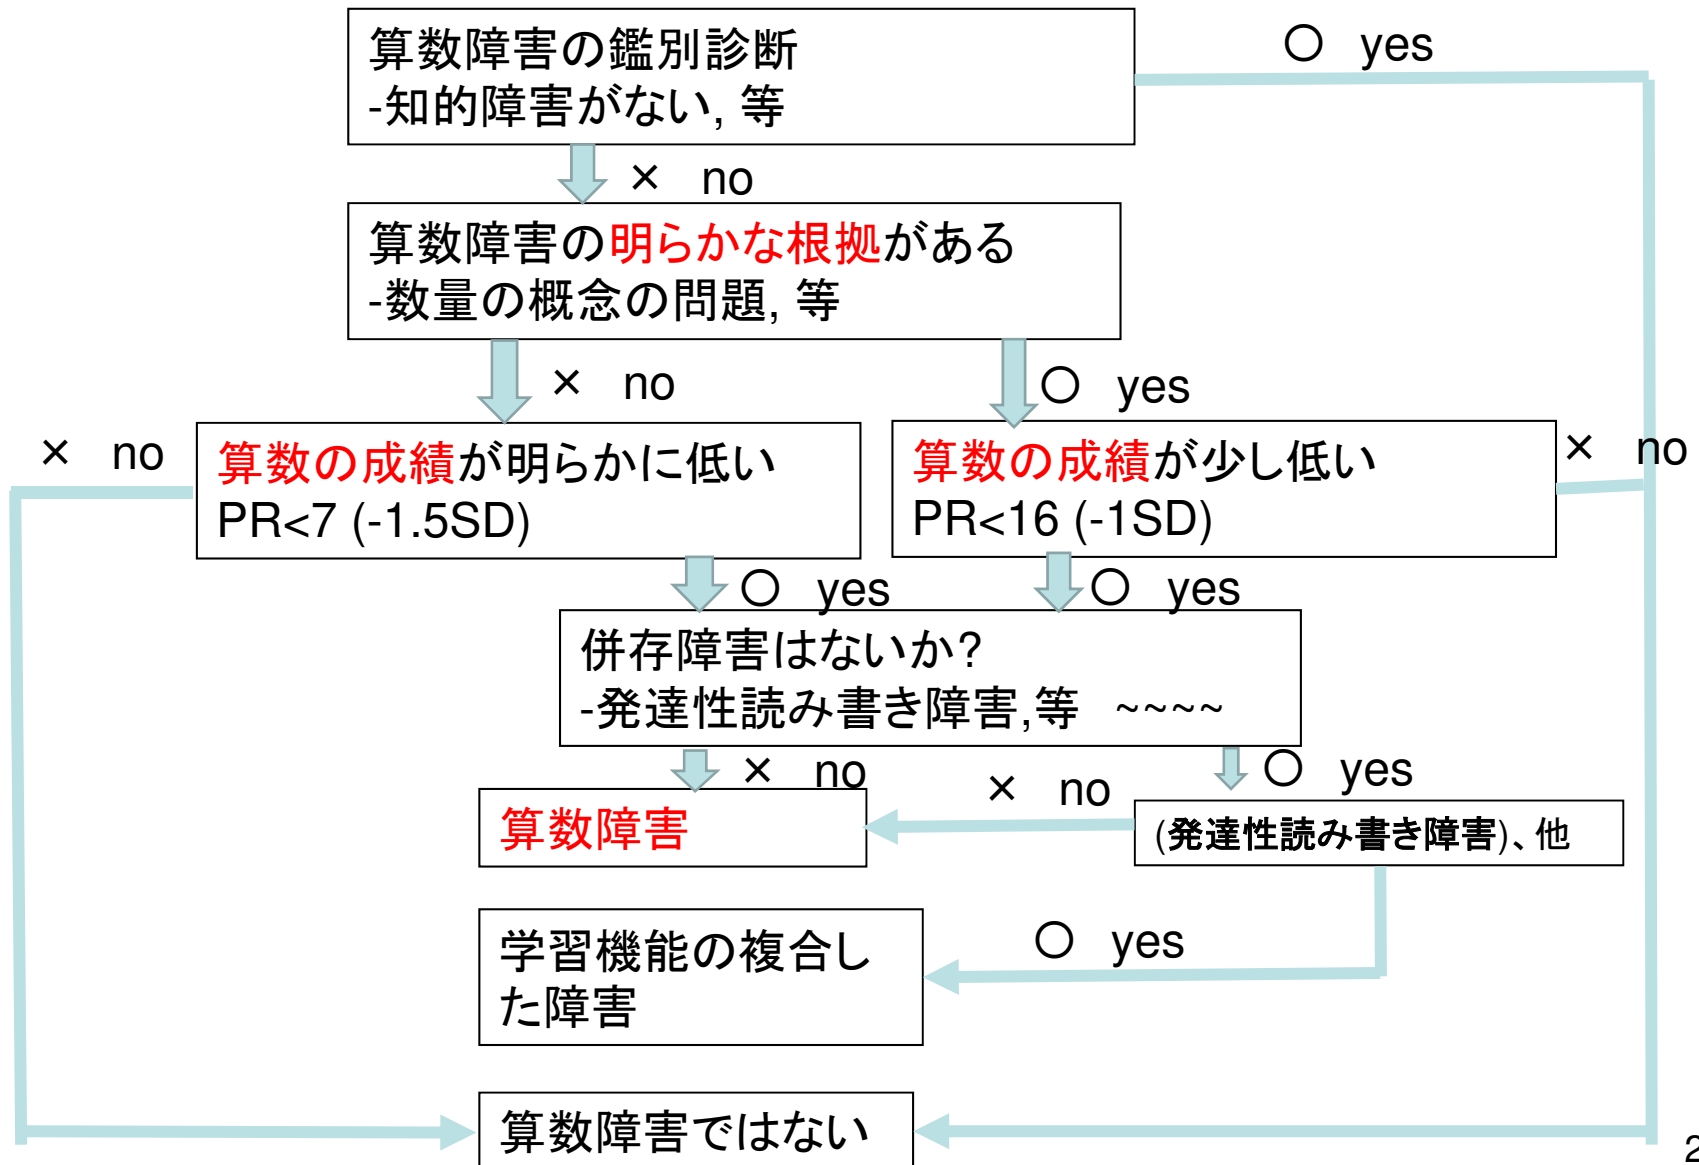 算数障害の鑑別診断
-知的障害がない, 等
〇 yes
× no
算数障害の明らかな根拠がある
-数量の概念の問題, 等
× no
〇 yes
× no
算数の成績が明らかに低い
PR<7 (-1.5SD)
算数の成績が少し低い
PR<16 (-1SD)
× no
〇 yes
〇 yes
併存障害はないか?
-発達性読み書き障害,等 ~~~~
× no
〇 yes
× no
算数障害
(発達性読み書き障害)、他
学習機能の複合し
た障害
〇 yes
算数障害ではない
2